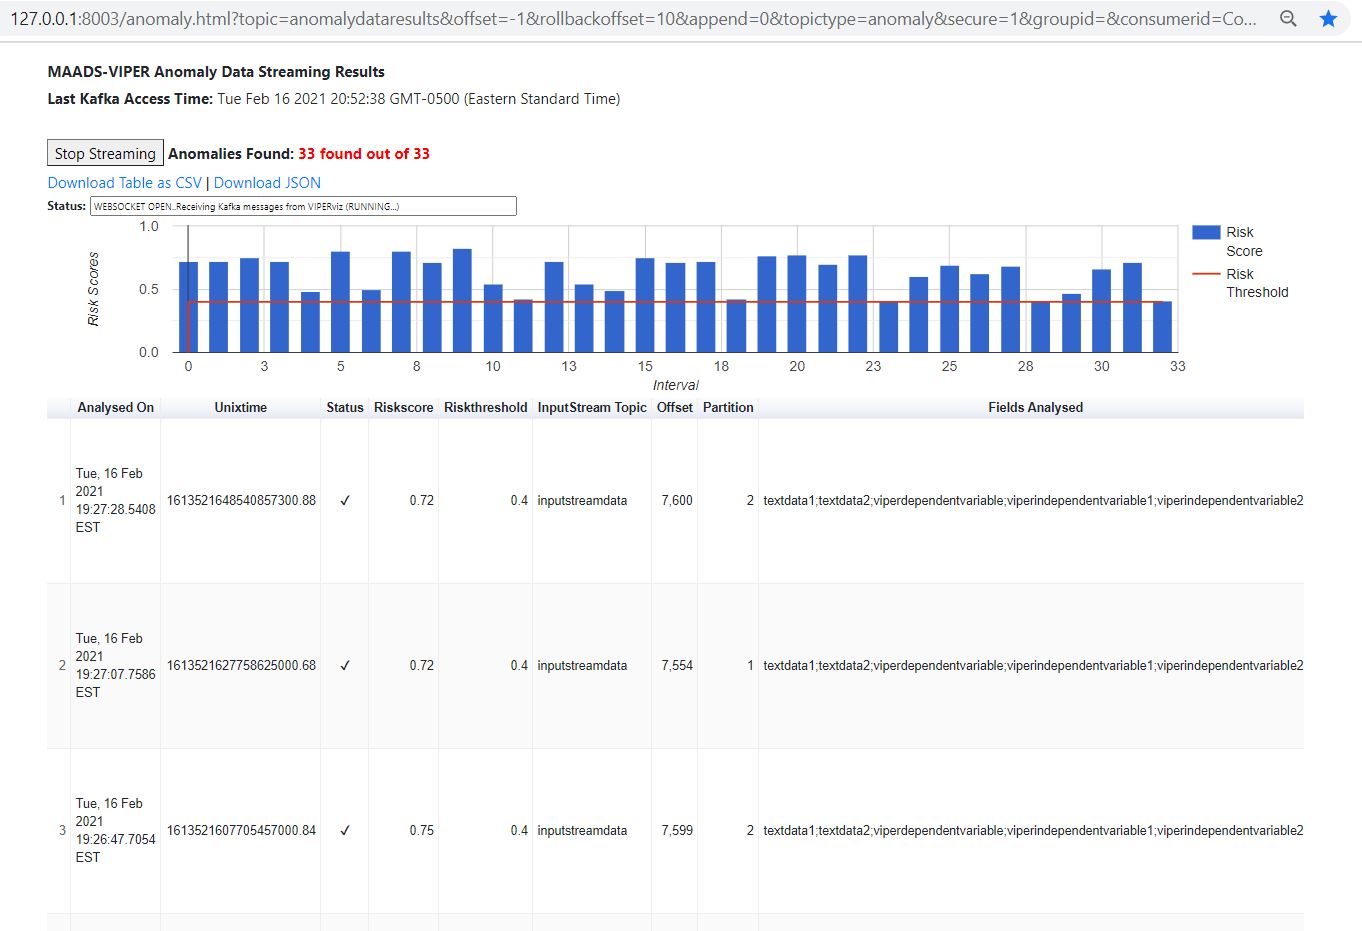 127.0.0.1:8003/anomaly.html?topic=anomalydataresults&offset=-1&rollbackoffset=10&append=0&topictype=anomaly&secure=1&groupid=&consumerid=Co...
MAADS-VIPER Anomaly Data Streaming Results
Last Kafka Access Time: Tue Feb 16 2021 20:52:38 GMT-0500 (Eastern Standard Time)
Stop Streaming Anomalies Found: 33 found out of 33
Download Table as CSV | Download JSON
Status: WEBSOCKET OPEN..Receiving Kafka messages from VIPERviz (RUNNING...)
Risk Scores
1.0
0.5
0.0
0 3 5 8 10 13 15 18 20 23 25 28 30 33
Interval
Risk
Score
Risk
Threshold
Analysed On Unixtime Status Riskscore Riskthreshold InputStream Topic Offset Partition Fields Analysed
1 Tue, 16 Feb
2021
19:27:28.5408
EST
1613521648540857300.88 ✓ 0.72 0.4 inputstreamdata 7,600 2 textdata1;textdata2;viperdependentvariable;viperindependentvariable1;viperindependentvariable2
2 Tue, 16 Feb
2021
19:27:07.7586
EST
1613521627758625000.68 ✓ 0.72 0.4 inputstreamdata 7,554 1 textdata1;textdata2;viperdependentvariable;viperindependentvariable1;viperindependentvariable2
3 Tue, 16 Feb
2021
19:26:47.7054
EST
1613521607705457000.84 ✓ 0.75 0.4 inputstreamdata 7,599 2 textdata1;textdata2;viperdependentvariable;viperindependentvariable1;viperindependentvariable2